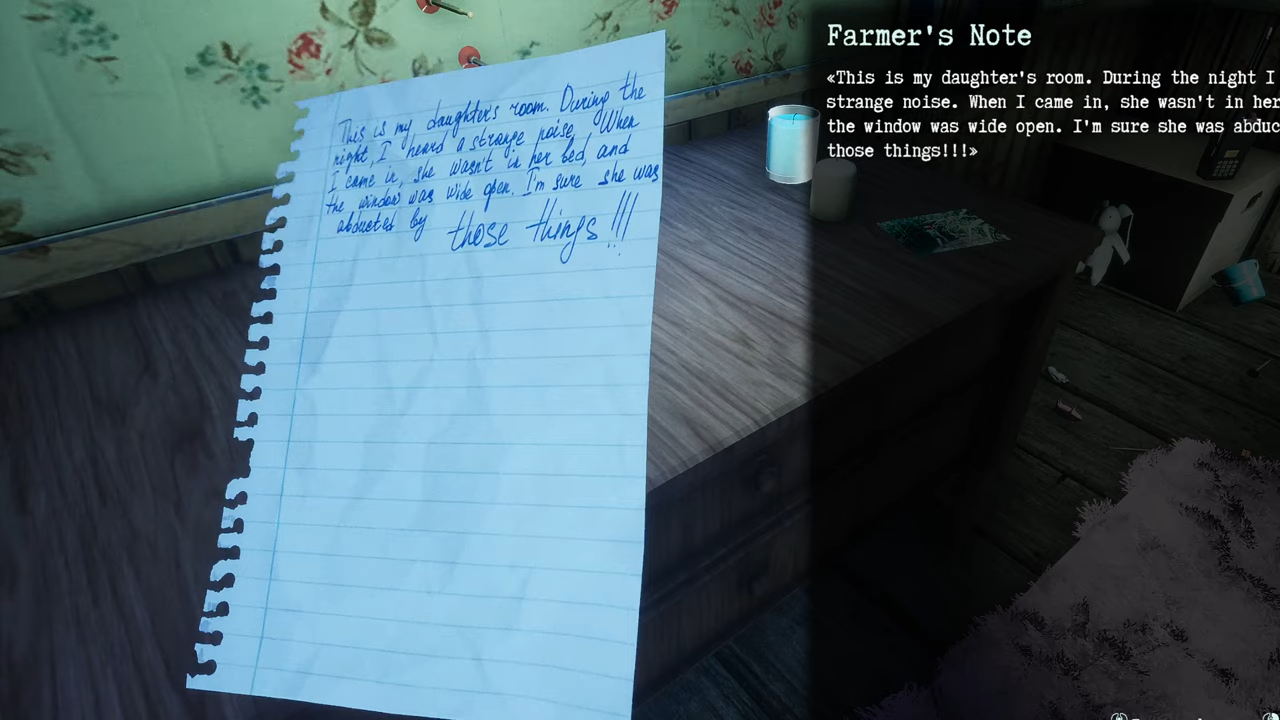 This is my daughter's room. During the
night, I heard a strange noise. When
I came in, she wasn't in her bed, and
the window was wide open. I'm sure she was
abducted by those things!!!
Farmer's Note
«This is my daughter's room. During the night I
strange noise. When I came in, she wasn't in her
the window was wide open. I'm sure she was abduc
those things!!!»